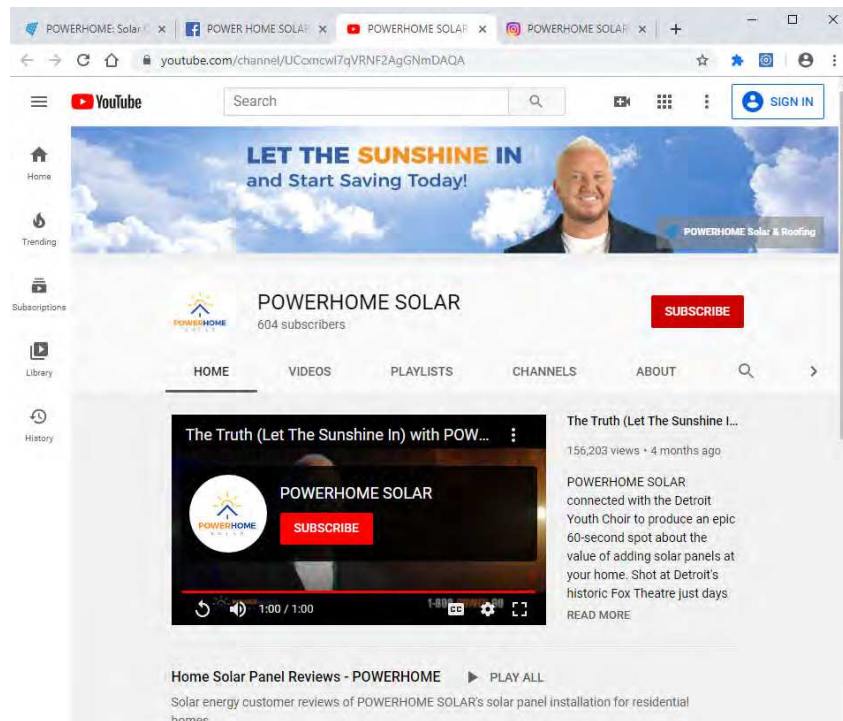 POWERHOME: Solar
POWER HOME SOLAR
POWERHOME SOLAR
POWERHOME SOLAR
youtube.com/channel/UCcxncwI7qVRNF2AgGNmDAQA
YouTube
Search
SIGN IN
LET THE SUNSHINE IN
and Start Saving Today!
POWERHOME Solar & Roofing
Home
Trending
Subscriptions
Library
History
POWERHOME SOLAR
POWERHOME
SOLAR
604 subscribers
SUBSCRIBE
HOME VIDEOS PLAYLISTS CHANNELS ABOUT
The Truth (Let The Sunshine In) with POW...
POWERHOME SOLAR
POWERHOME
SOLAR
SUBSCRIBE
1:00 / 1:00
CC
The Truth (Let The Sunshine I...
156,203 views • 4 months ago
POWERHOME SOLAR
connected with the Detroit
Youth Choir to produce an epic
60-second spot about the
value of adding solar panels at
your home. Shot at Detroit's
historic Fox Theatre just days
READ MORE
Home Solar Panel Reviews - POWERHOME PLAY ALL
Solar energy customer reviews of POWERHOME SOLAR's solar panel installation for residential
homes